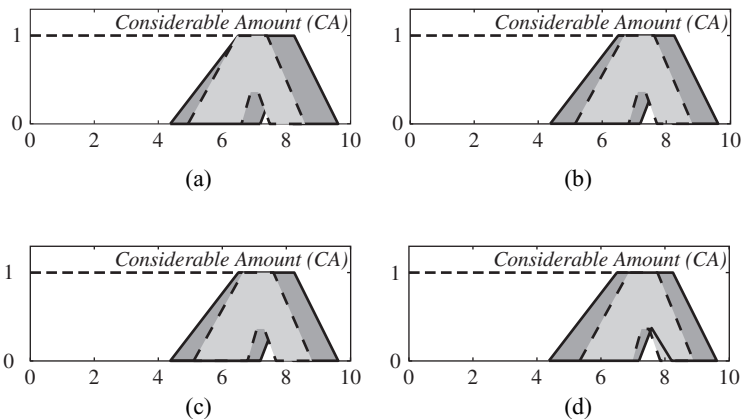 Considerable Amount (CA)
1
0
0 2 4 6 8 10
(a)
Considerable Amount (CA)
1
0
0 2 4 6 8 10
(b)
Considerable Amount (CA)
1
0
0 2 4 6 8 10
(c)
Considerable Amount (CA)
1
0
0 2 4 6 8 10
(d)